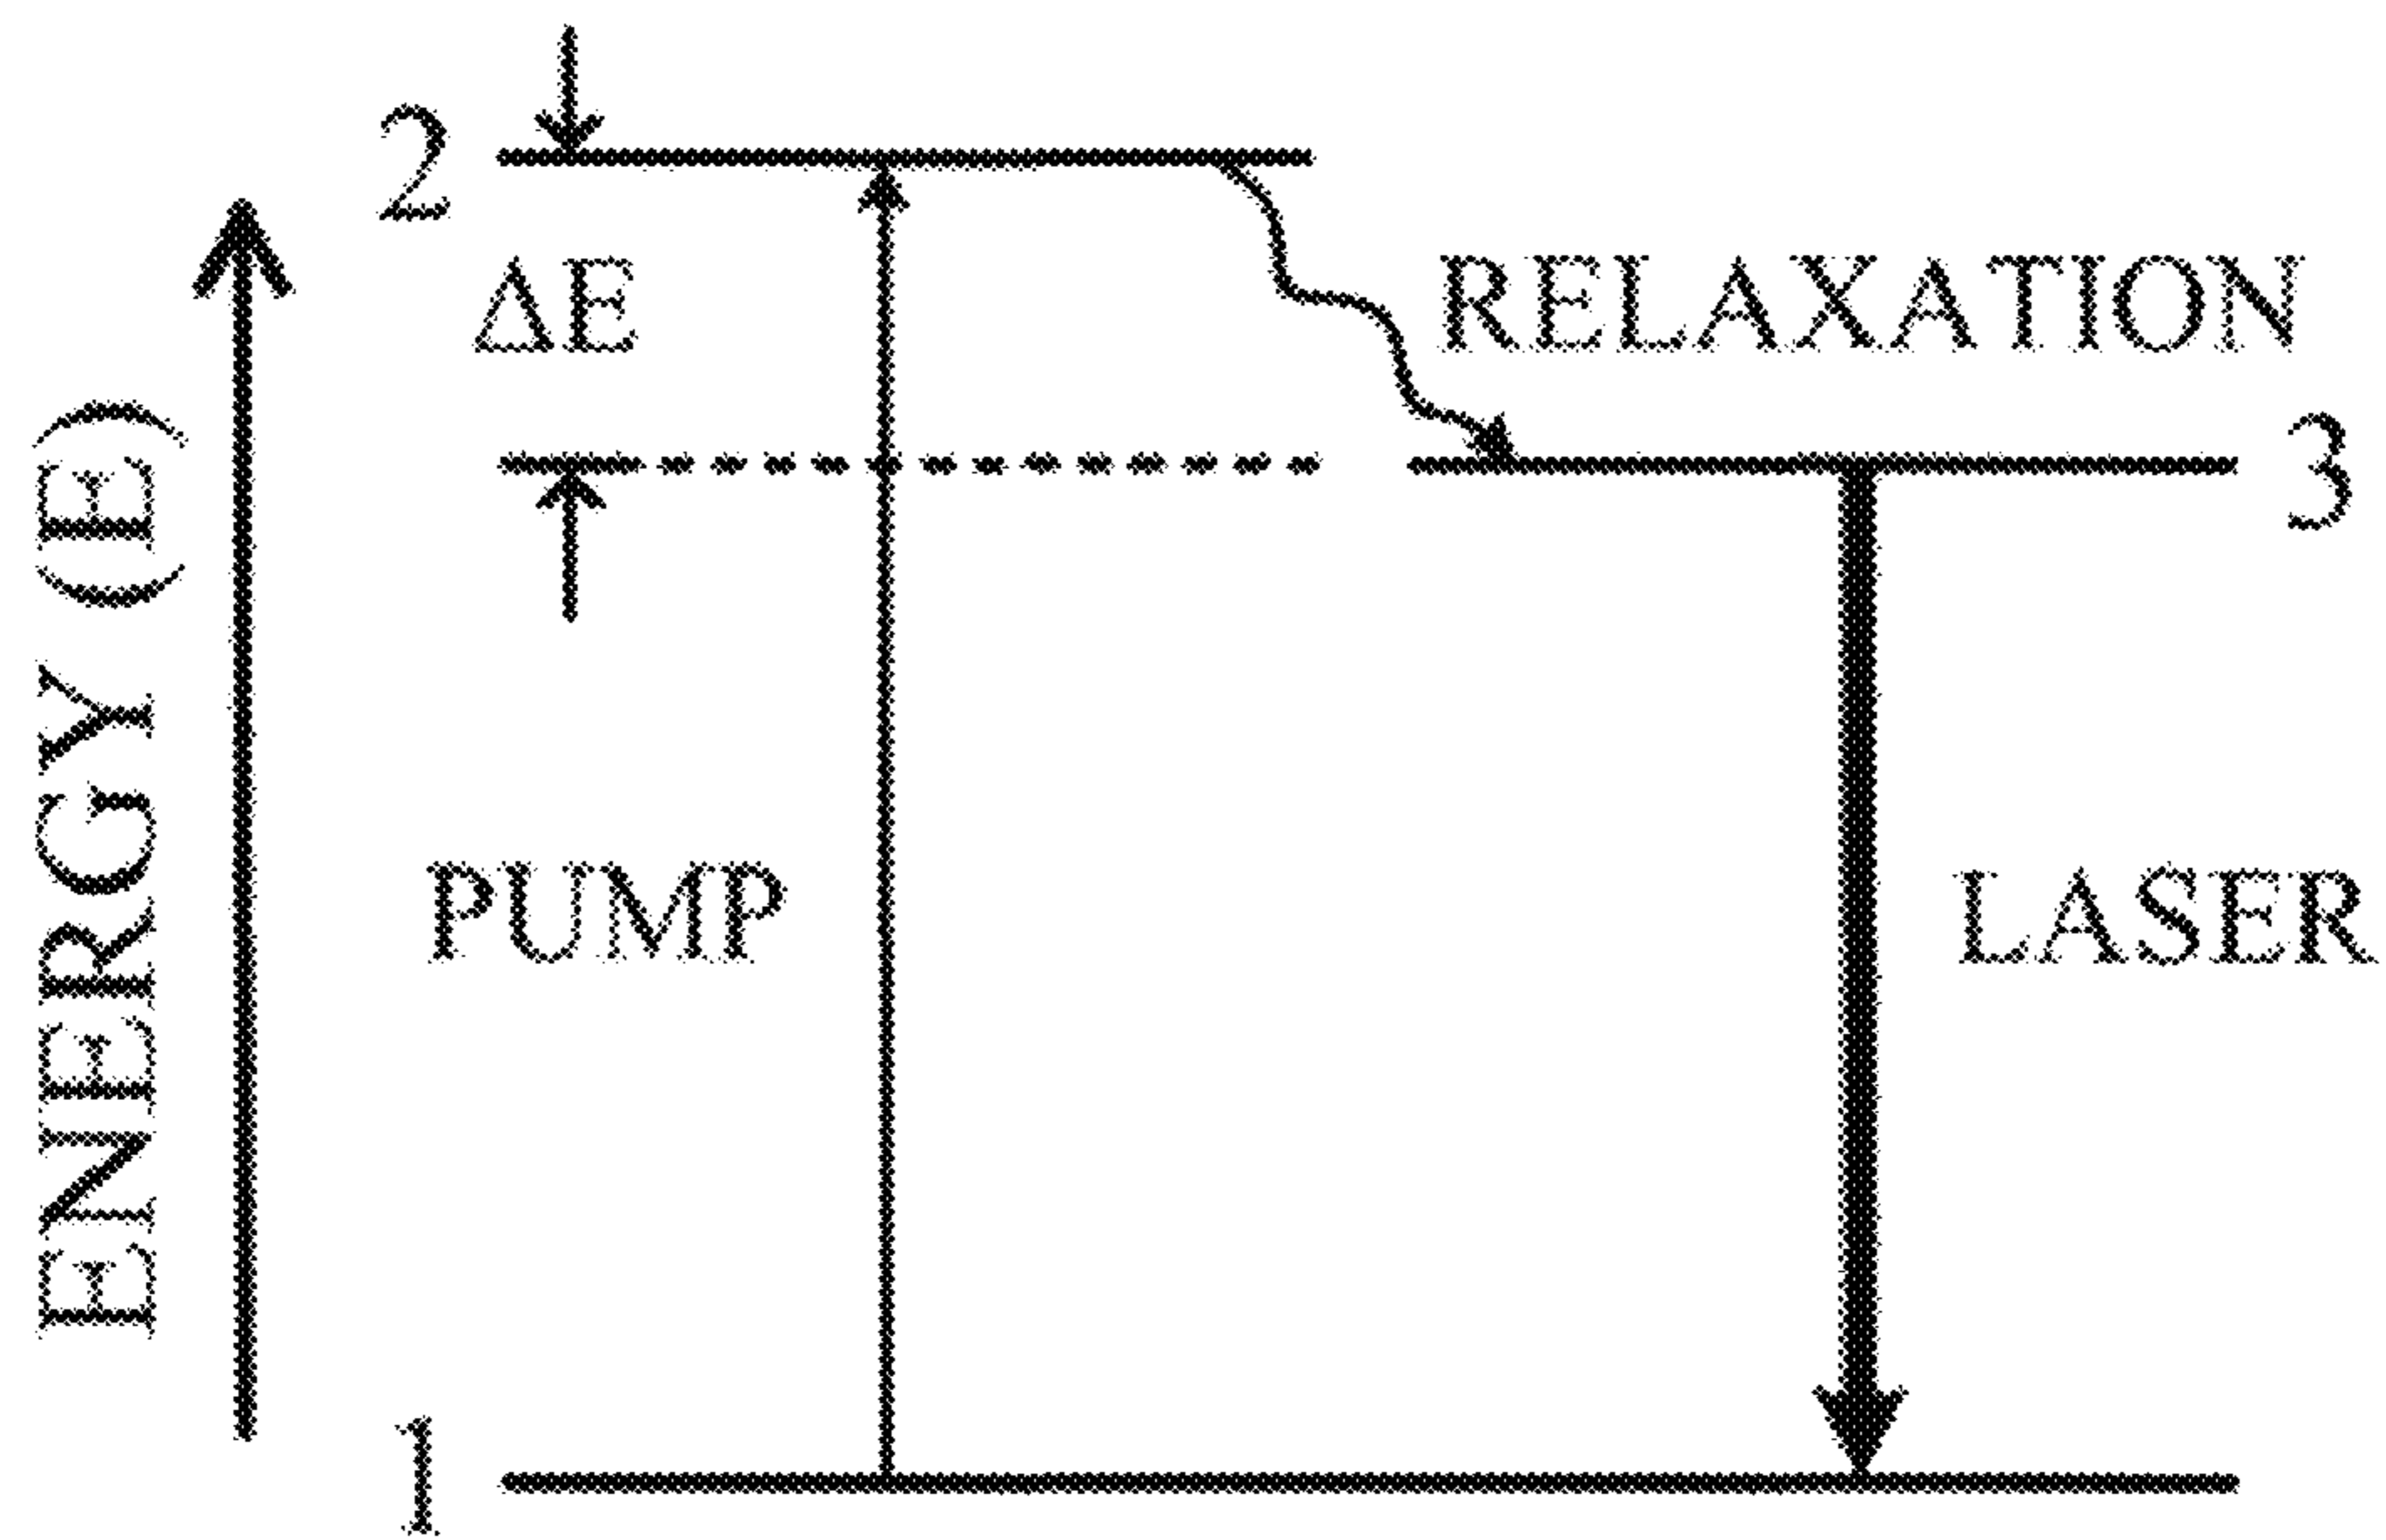 2
ΔE
RELAXATION
3
ENERGY (E)
PUMP
LASER
1